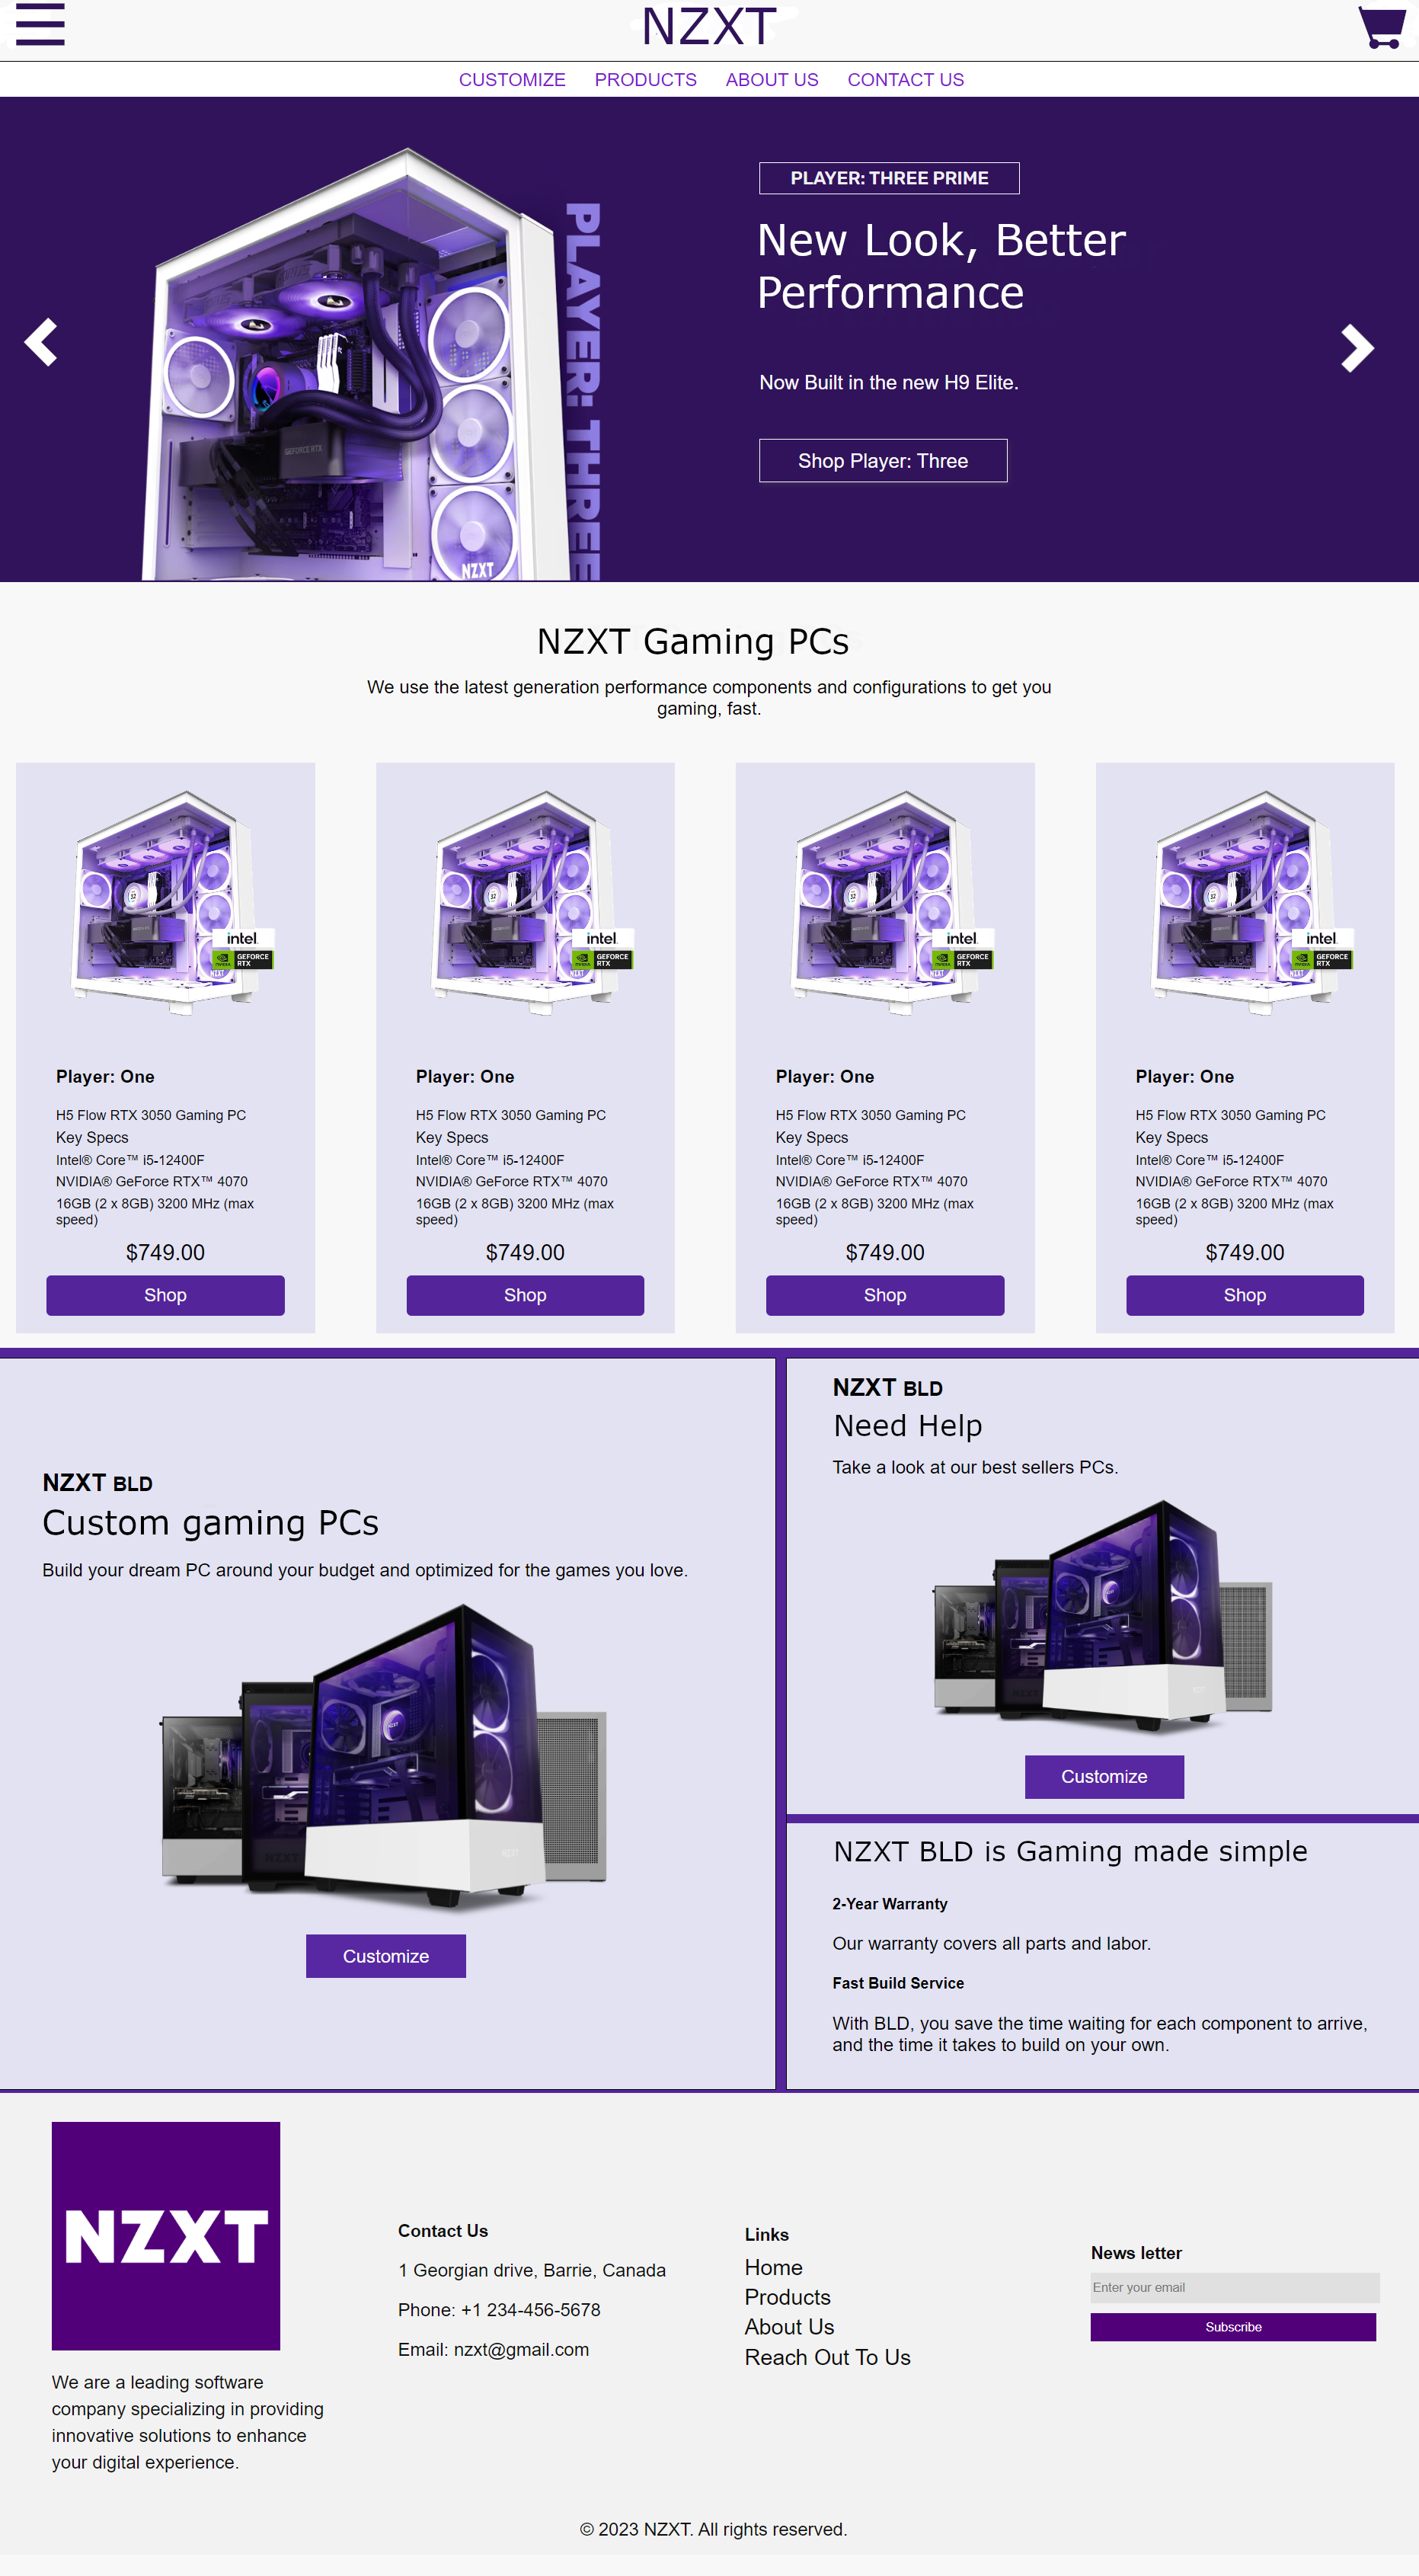 NZXT
CUSTOMIZE PRODUCTS ABOUT US CONTACT US
PLAYER: THREE
GEFORCE RTX
NZXT
PLAYER: THREE PRIME
New Look, Better
Performance
Now Built in the new H9 Elite.
Shop Player: Three
NZXT Gaming PCs
We use the latest generation performance components and configurations to get you
gaming, fast.
intel.
NVIDIA GEFORCE RTX
NZXT
Player: One
H5 Flow RTX 3050 Gaming PC
Key Specs
Intel® Core™ i5-12400F
NVIDIA® GeForce RTX™ 4070
16GB (2 x 8GB) 3200 MHz (max
speed)
$749.00
Shop
intel.
NVIDIA GEFORCE RTX
NZXT
Player: One
H5 Flow RTX 3050 Gaming PC
Key Specs
Intel® Core™ i5-12400F
NVIDIA® GeForce RTX™ 4070
16GB (2 x 8GB) 3200 MHz (max
speed)
$749.00
Shop
intel.
NVIDIA GEFORCE RTX
NZXT
Player: One
H5 Flow RTX 3050 Gaming PC
Key Specs
Intel® Core™ i5-12400F
NVIDIA® GeForce RTX™ 4070
16GB (2 x 8GB) 3200 MHz (max
speed)
$749.00
Shop
intel.
NVIDIA GEFORCE RTX
NZXT
Player: One
H5 Flow RTX 3050 Gaming PC
Key Specs
Intel® Core™ i5-12400F
NVIDIA® GeForce RTX™ 4070
16GB (2 x 8GB) 3200 MHz (max
speed)
$749.00
Shop
NZXT BLD
Custom gaming PCs
Build your dream PC around your budget and optimized for the games you love.
NZXT
NZXT
NZXT
Customize
NZXT BLD
Need Help
Take a look at our best sellers PCs.
Customize
NZXT BLD is Gaming made simple
2-Year Warranty
Our warranty covers all parts and labor.
Fast Build Service
With BLD, you save the time waiting for each component to arrive,
and the time it takes to build on your own.
NZXT
We are a leading software
company specializing in providing
innovative solutions to enhance
your digital experience.
Contact Us
1 Georgian drive, Barrie, Canada
Phone: +1 234-456-5678
Email: nzxt@gmail.com
Links
Home
Products
About Us
Reach Out To Us
News letter
Enter your email
Subscribe
© 2023 NZXT. All rights reserved.